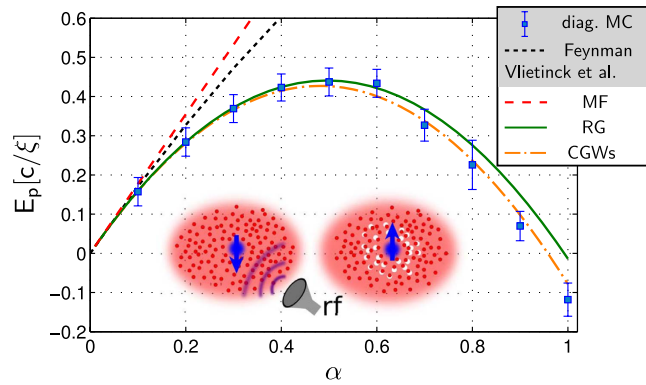 diag. MC
Feynman
Vlietinck et al.
MF
RG
CGWs
0.6
0.5
0.4
0.3
0.2
0.1
0
-0.1
-0.2
E_p[c/ξ]
rf
0 0.2 0.4 0.6 0.8 1
α